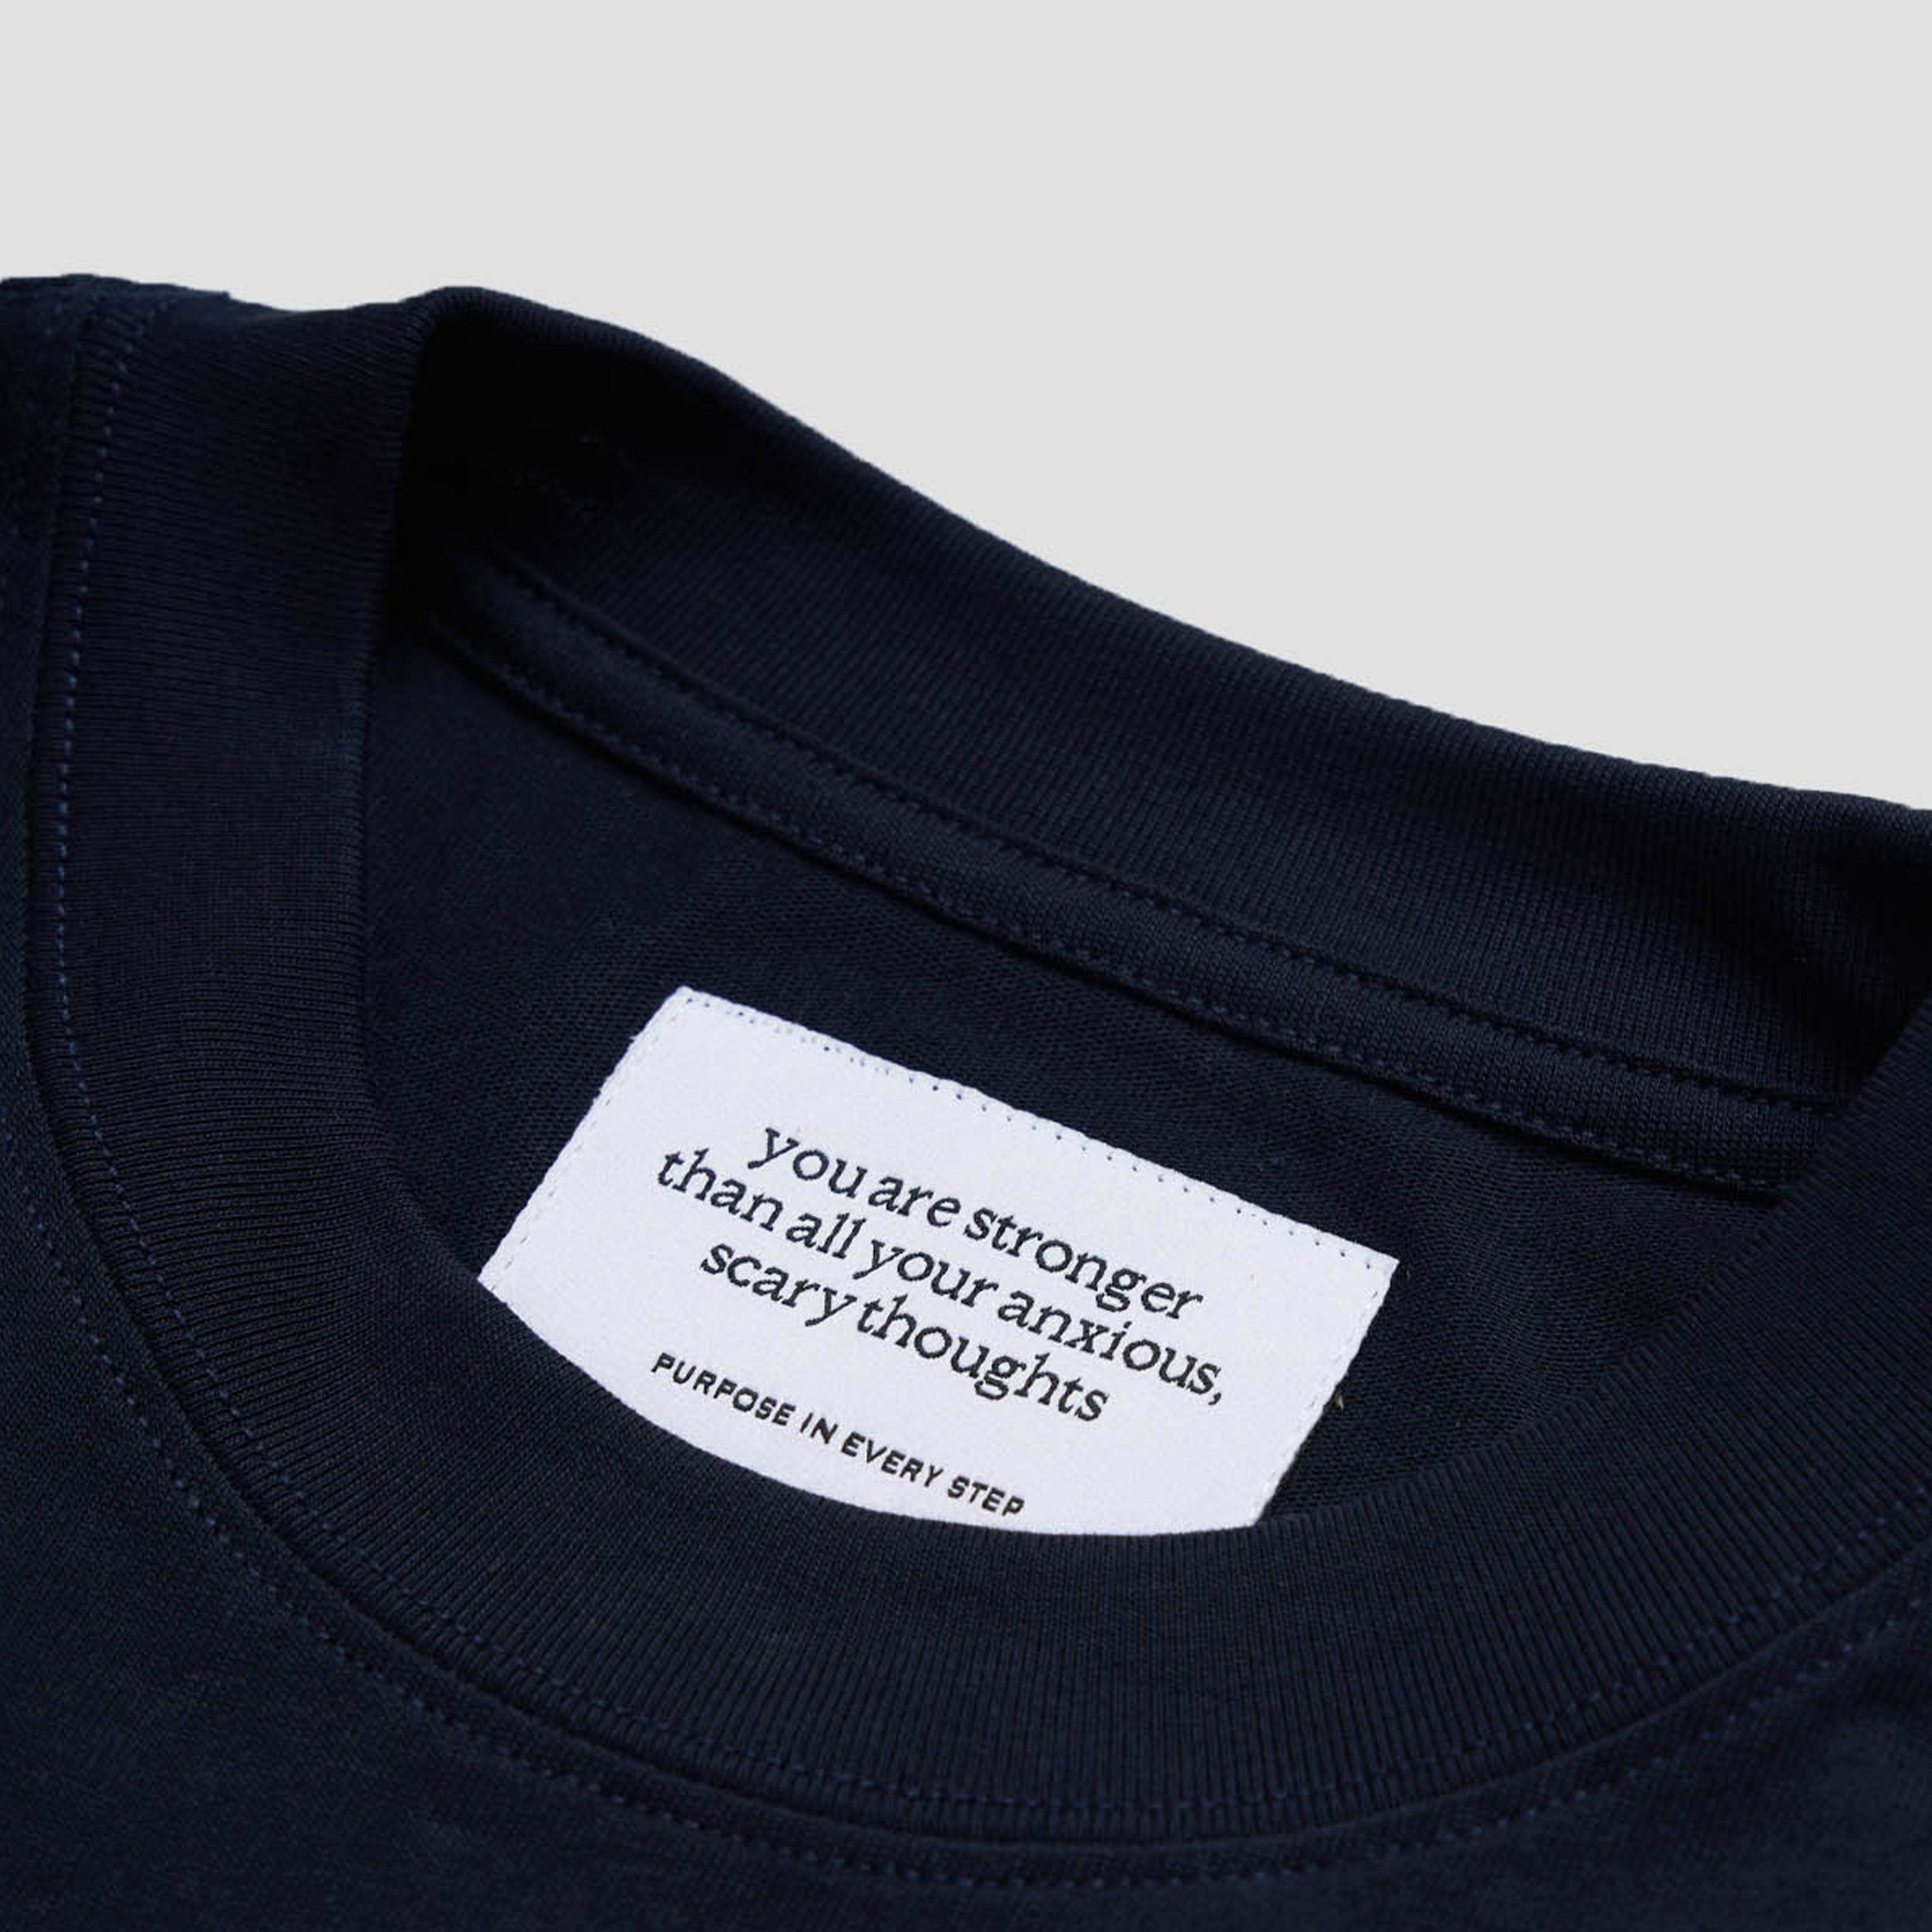 you are stronger
than all your anxious,
scary thoughts
PURPOSE IN EVERY STEP